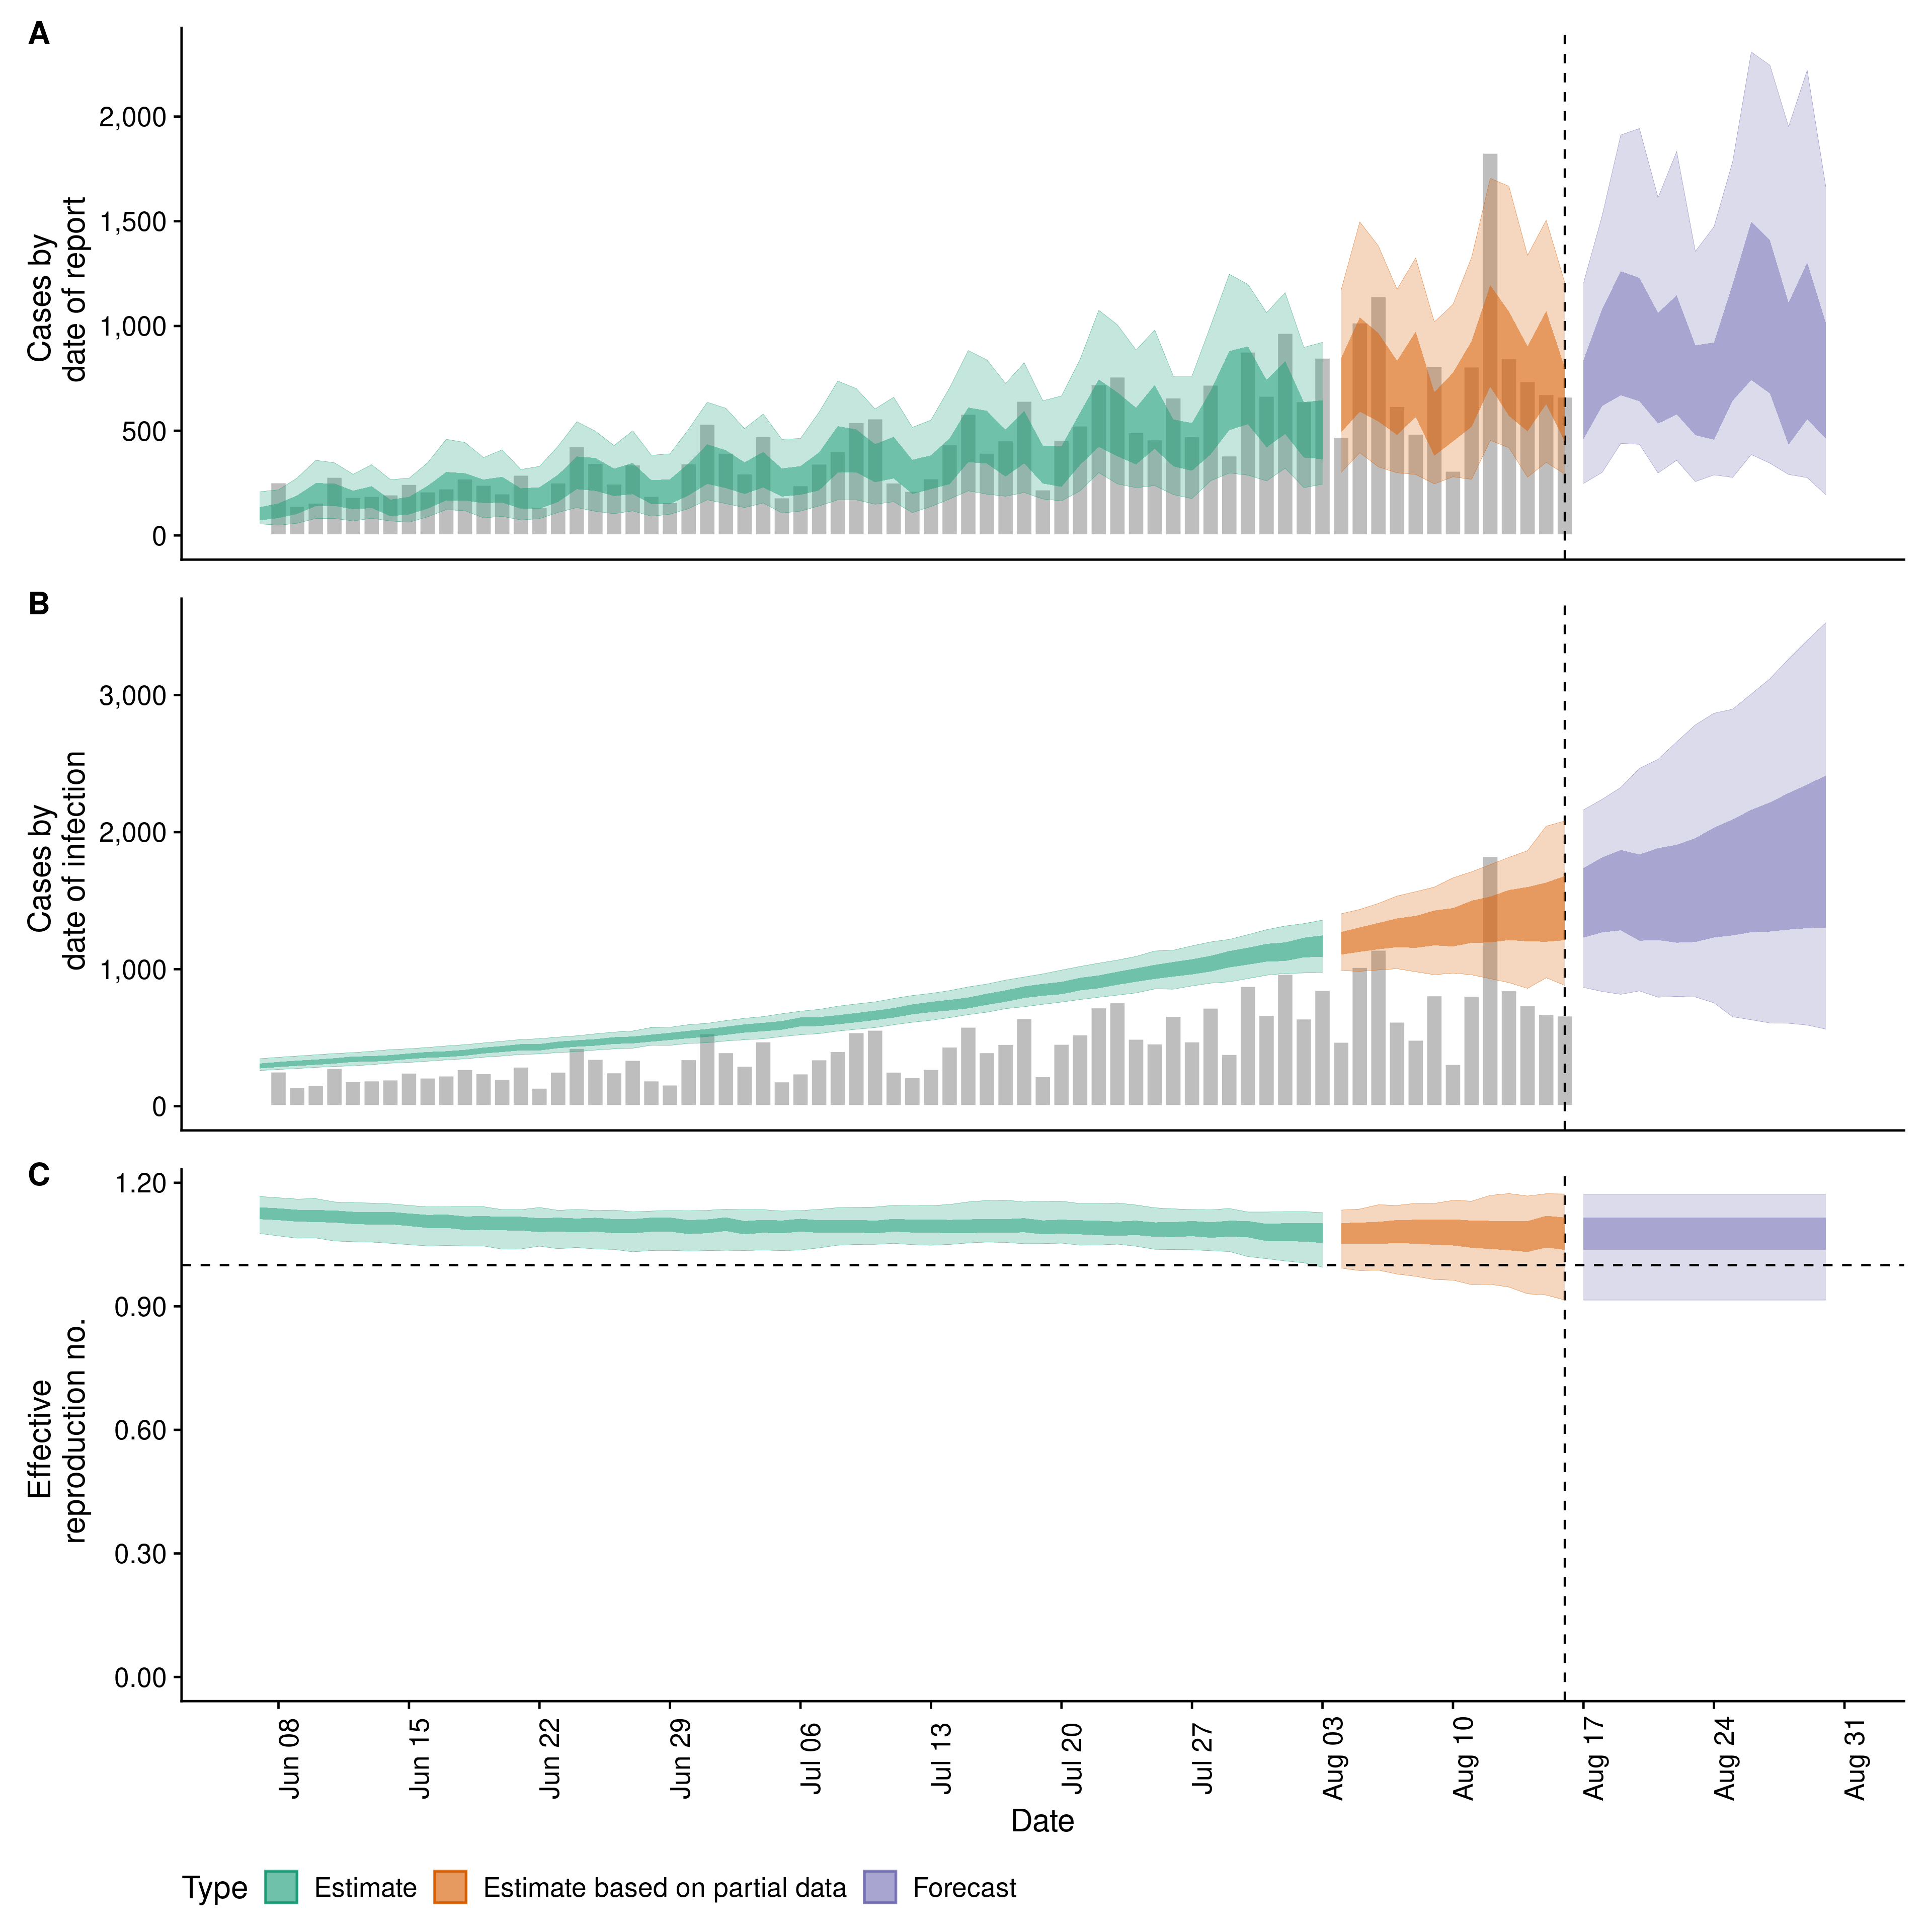 A
Cases by
date of report
2,000
1,500
1,000
500
0
B
Cases by
date of infection
3,000
2,000
1,000
0
C
Effective
reproduction no.
1.20
0.90
0.60
0.30
0.00
Jun 08
Jun 15
Jun 22
Jun 29
Jul 06
Jul 13
Jul 20
Jul 27
Aug 03
Aug 10
Aug 17
Aug 24
Aug 31
Date
Type Estimate Estimate based on partial data Forecast